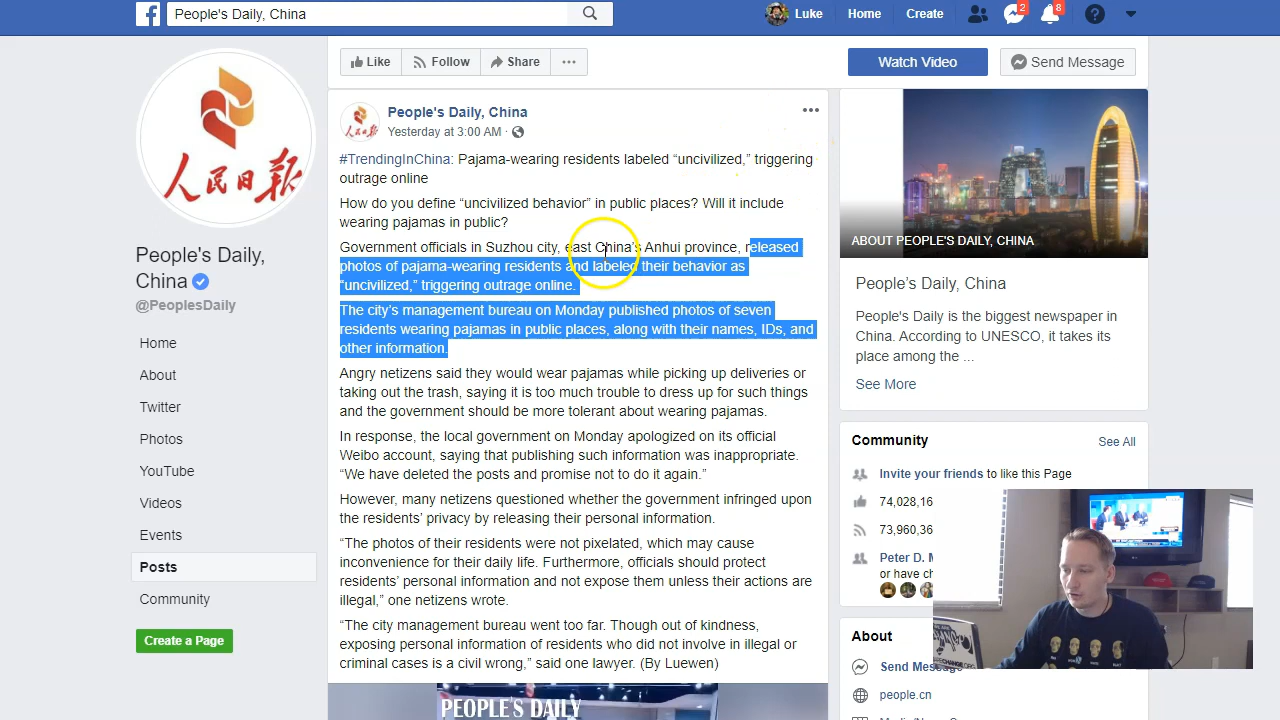 People's Daily, China
Luke
Home
Create
2
8
人民日报
People's Daily,
China
@PeoplesDaily
Home
About
Twitter
Photos
YouTube
Videos
Events
Posts
Community
Create a Page
Like
Follow
Share
Watch Video
Send Message
People's Daily, China
Yesterday at 3:00 AM ·
#TrendingInChina: Pajama-wearing residents labeled “uncivilized,” triggering
outrage online
How do you define “uncivilized behavior” in public places? Will it include
wearing pajamas in public?
Government officials in Suzhou city, east China’s Anhui province, released
photos of pajama-wearing residents and labeled their behavior as
“uncivilized,” triggering outrage online.
The city’s management bureau on Monday published photos of seven
residents wearing pajamas in public places, along with their names, IDs, and
other information.
Angry netizens said they would wear pajamas while picking up deliveries or
taking out the trash, saying it is too much trouble to dress up for such things
and the government should be more tolerant about wearing pajamas.
In response, the local government on Monday apologized on its official
Weibo account, saying that publishing such information was inappropriate.
“We have deleted the posts and promise not to do it again.”
However, many netizens questioned whether the government infringed upon
the residents’ privacy by releasing their personal information.
“The photos of the residents were not pixelated, which may cause
inconvenience for their daily life. Furthermore, officials should protect
residents’ personal information and not expose them unless their actions are
illegal,” one netizens wrote.
“The city management bureau went too far. Though out of kindness,
exposing personal information of residents who did not involve in illegal or
criminal cases is a civil wrong,” said one lawyer. (By Luewen)
PEOPLE'S DAILY
ABOUT PEOPLE'S DAILY, CHINA
People’s Daily, China
People's Daily is the biggest newspaper in
China. According to UNESCO, it takes its
place among the ...
See More
Community
See All
Invite your friends to like this Page
74,028,16
73,960,36
Peter D. M
or have ch
About
Send Message
people.cn